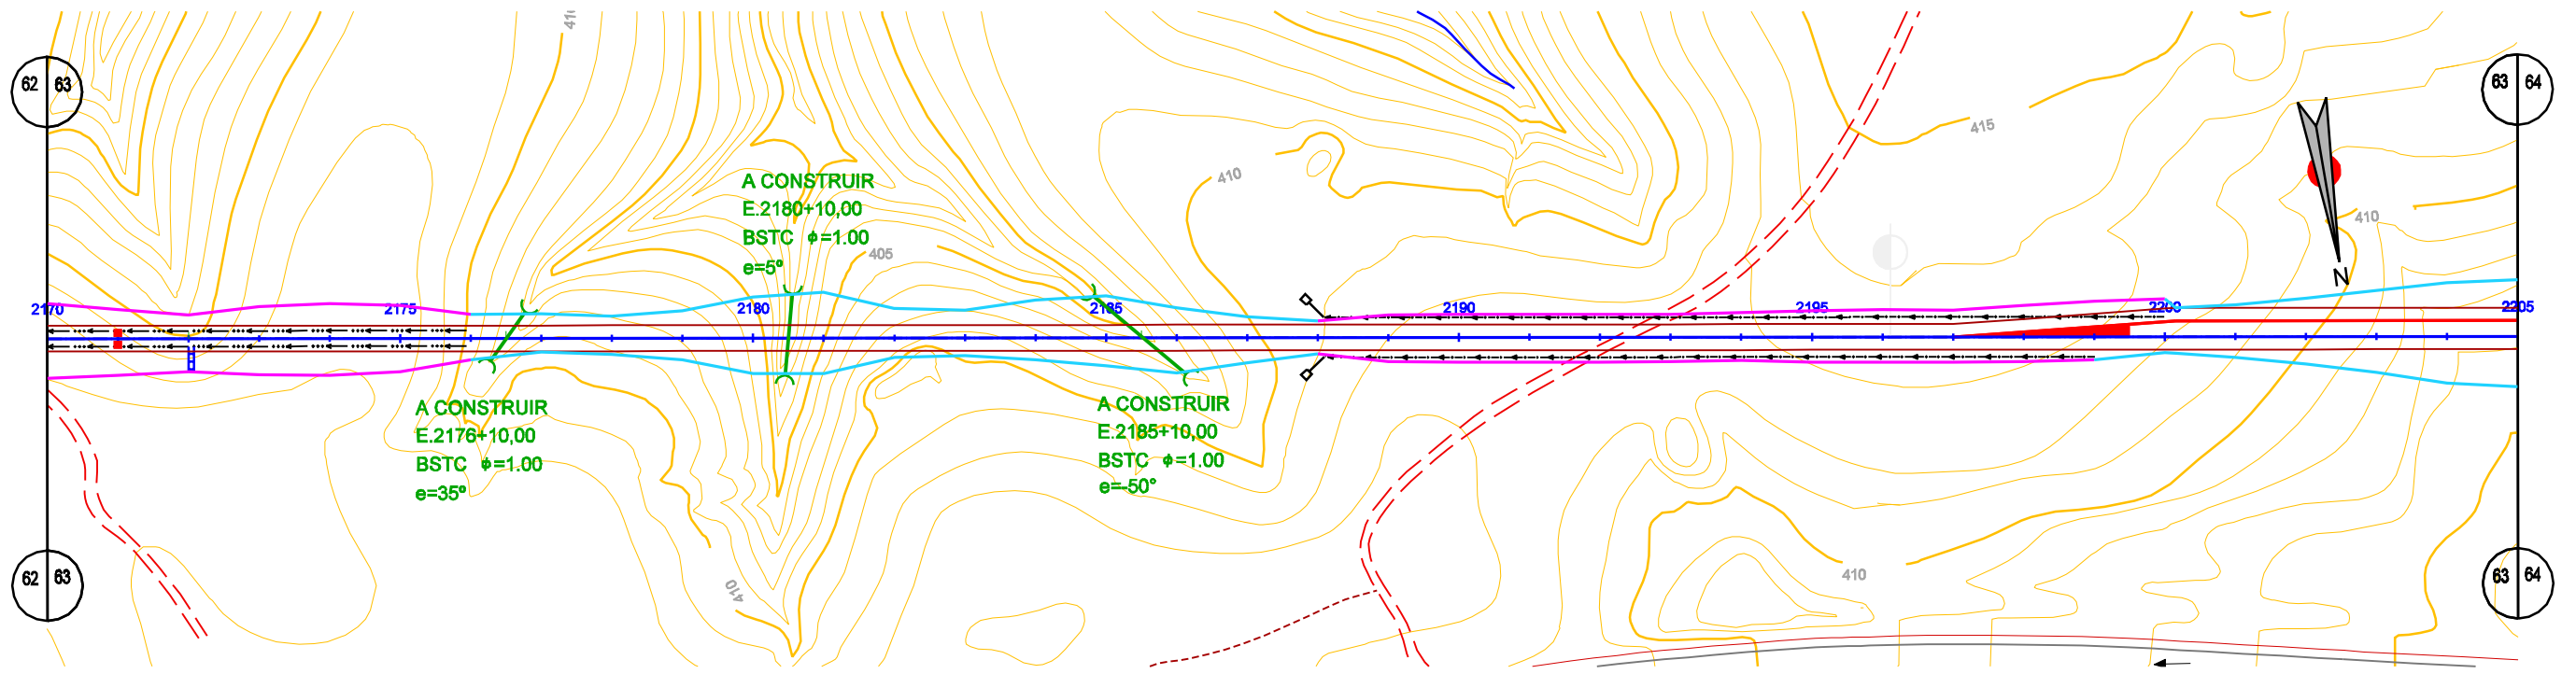 410
62 63
63 64
415
A CONSTRUIR
E.2180+10,00
BSTC ϕ=1.00
e=5º
410
410
405
N
2170 2175 2180 2185 2190 2195 2200 2205
A CONSTRUIR
E.2176+10,00
BSTC ϕ=1.00
e=35º
A CONSTRUIR
E.2185+10,00
BSTC ϕ=1.00
e=-50°
410
410
62 63
63 64